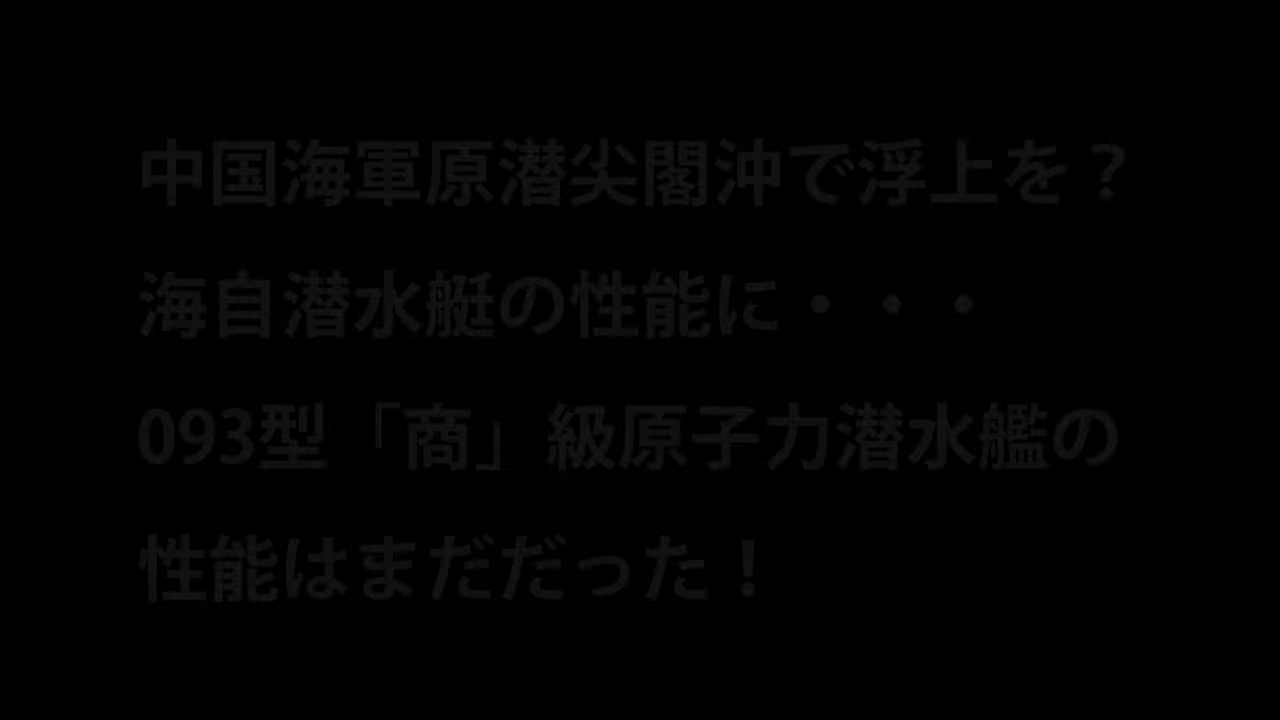 中国海軍原潜尖閣沖で浮上を？
海自潜水艇の性能に・・・
093型「商」級原子力潜水艦の
性能はまだだった！